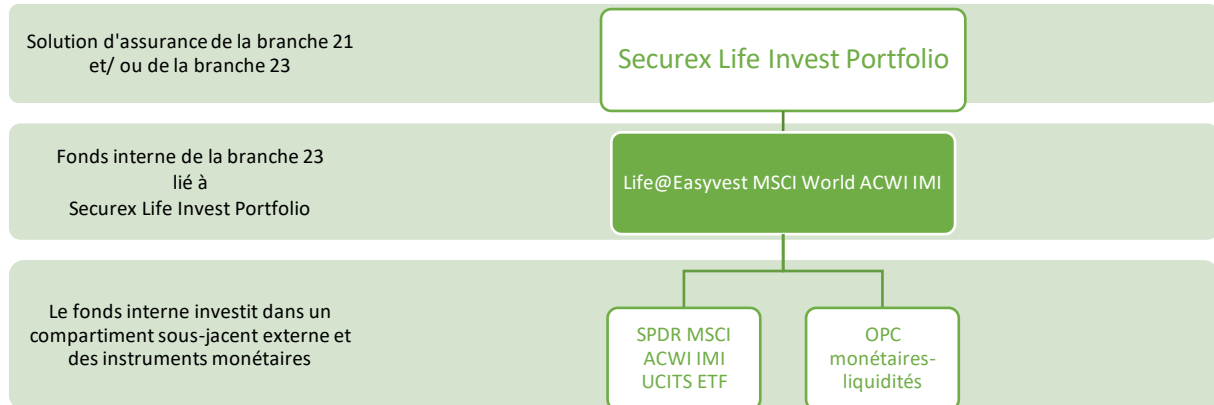 Solution d'assurance de la branche 21
et/ ou de la branche 23
Securex Life Invest Portfolio
Fonds interne de la branche 23
lié à
Securex Life Invest Portfolio
Life@Easyvest MSCI World ACWI IMI
Le fonds interne investit dans un
compartiment sous-jacent externe et
des instruments monétaires
SPDR MSCI
ACWI IMI
UCITS ETF
OPC
monétaires-
liquidités